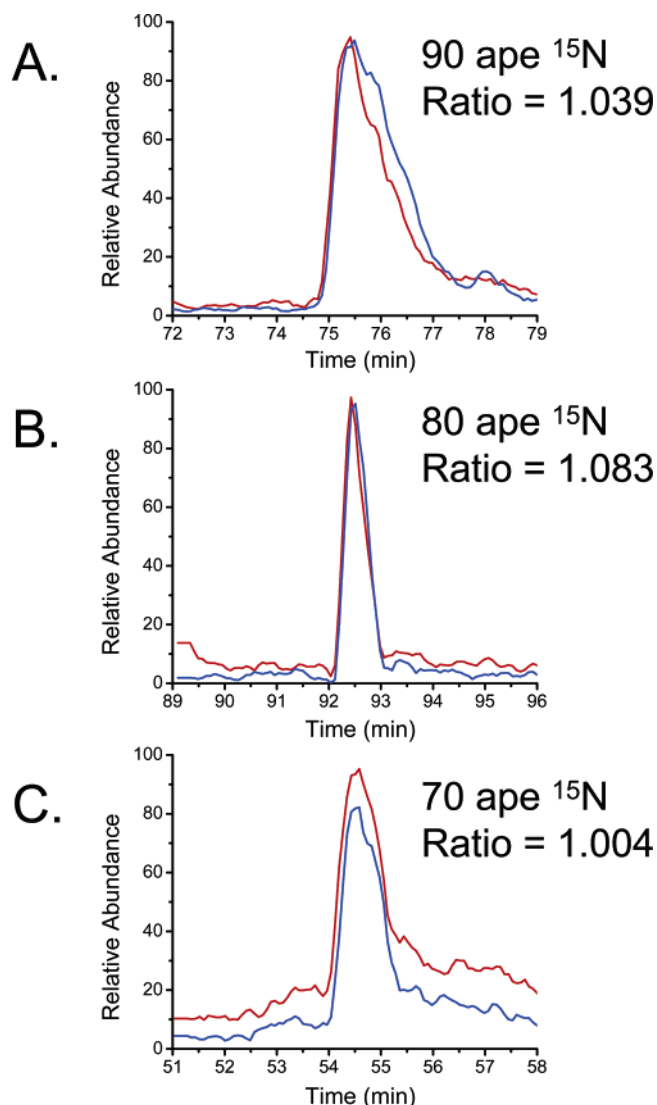 A.
90 ape ¹⁵N
Ratio = 1.039
Relative Abundance
100
80
60
40
20
0
72 73 74 75 76 77 78 79
Time (min)
B.
80 ape ¹⁵N
Ratio = 1.083
Relative Abundance
100
80
60
40
20
0
89 90 91 92 93 94 95 96
Time (min)
C.
70 ape ¹⁵N
Ratio = 1.004
Relative Abundance
100
80
60
40
20
0
51 52 53 54 55 56 57 58
Time (min)